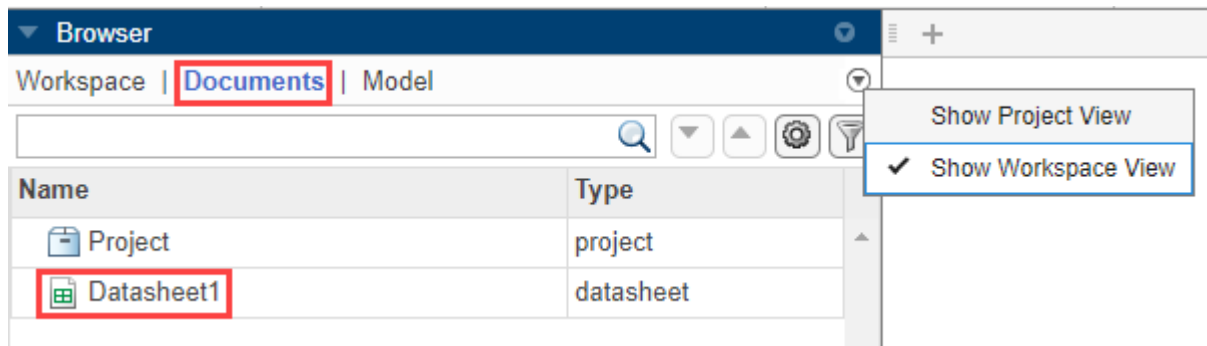 Browser
Workspace | Documents | Model
Show Project View
Show Workspace View
Name Type
Project project
Datasheet1 datasheet